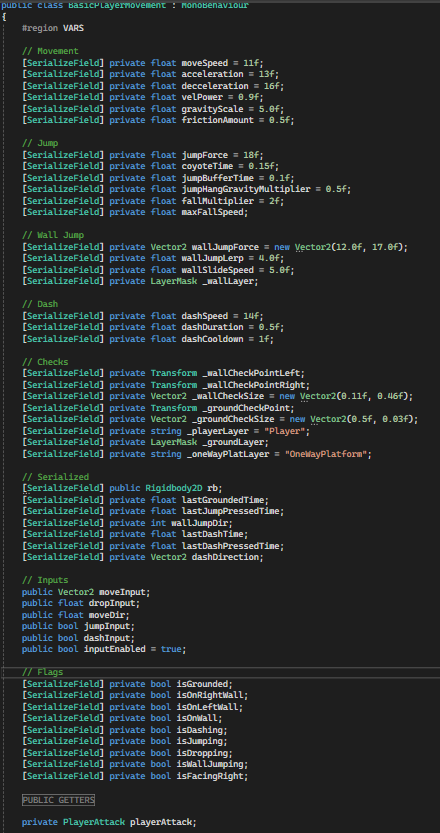 public class BasicPlayerMovement : MonoBehaviour
{
#region VARS
// Movement
[SerializeField] private float moveSpeed = 11f;
[SerializeField] private float acceleration = 13f;
[SerializeField] private float decceleration = 16f;
[SerializeField] private float velPower = 0.9f;
[SerializeField] private float gravityScale = 5.0f;
[SerializeField] private float frictionAmount = 0.5f;
// Jump
[SerializeField] private float jumpForce = 18f;
[SerializeField] private float coyoteTime = 0.15f;
[SerializeField] private float jumpBufferTime = 0.1f;
[SerializeField] private float jumpHangGravityMultiplier = 0.5f;
[SerializeField] private float fallMultiplier = 2f;
[SerializeField] private float maxFallSpeed;
// Wall Jump
[SerializeField] private Vector2 wallJumpForce = new Vector2(12.0f, 17.0f);
[SerializeField] private float wallJumpLerp = 4.0f;
[SerializeField] private float wallSlideSpeed = 5.0f;
[SerializeField] private LayerMask _wallLayer;
// Dash
[SerializeField] private float dashSpeed = 14f;
[SerializeField] private float dashDuration = 0.5f;
[SerializeField] private float dashCooldown = 1f;
// Checks
[SerializeField] private Transform _wallCheckPointLeft;
[SerializeField] private Transform _wallCheckPointRight;
[SerializeField] private Vector2 _wallCheckSize = new Vector2(0.11f, 0.46f);
[SerializeField] private Transform _groundCheckPoint;
[SerializeField] private Vector2 _groundCheckSize = new Vector2(0.5f, 0.03f);
[SerializeField] private string _playerLayer = "Player";
[SerializeField] private LayerMask _groundLayer;
[SerializeField] private string _oneWayPlatLayer = "OneWayPlatform";
// Serialized
[SerializeField] public Rigidbody2D rb;
[SerializeField] private float lastGroundedTime;
[SerializeField] private float lastJumpPressedTime;
[SerializeField] private int wallJumpDir;
[SerializeField] private float lastDashTime;
[SerializeField] private float lastDashPressedTime;
[SerializeField] private Vector2 dashDirection;
// Inputs
public Vector2 moveInput;
public float dropInput;
public float moveDir;
public bool jumpInput;
public bool dashInput;
public bool inputEnabled = true;
// Flags
[SerializeField] private bool isGrounded;
[SerializeField] private bool isOnRightWall;
[SerializeField] private bool isOnLeftWall;
[SerializeField] private bool isOnWall;
[SerializeField] private bool isDashing;
[SerializeField] private bool isJumping;
[SerializeField] private bool isDropping;
[SerializeField] private bool isWallJumping;
[SerializeField] private bool isFacingRight;
PUBLIC GETTERS
private PlayerAttack playerAttack;